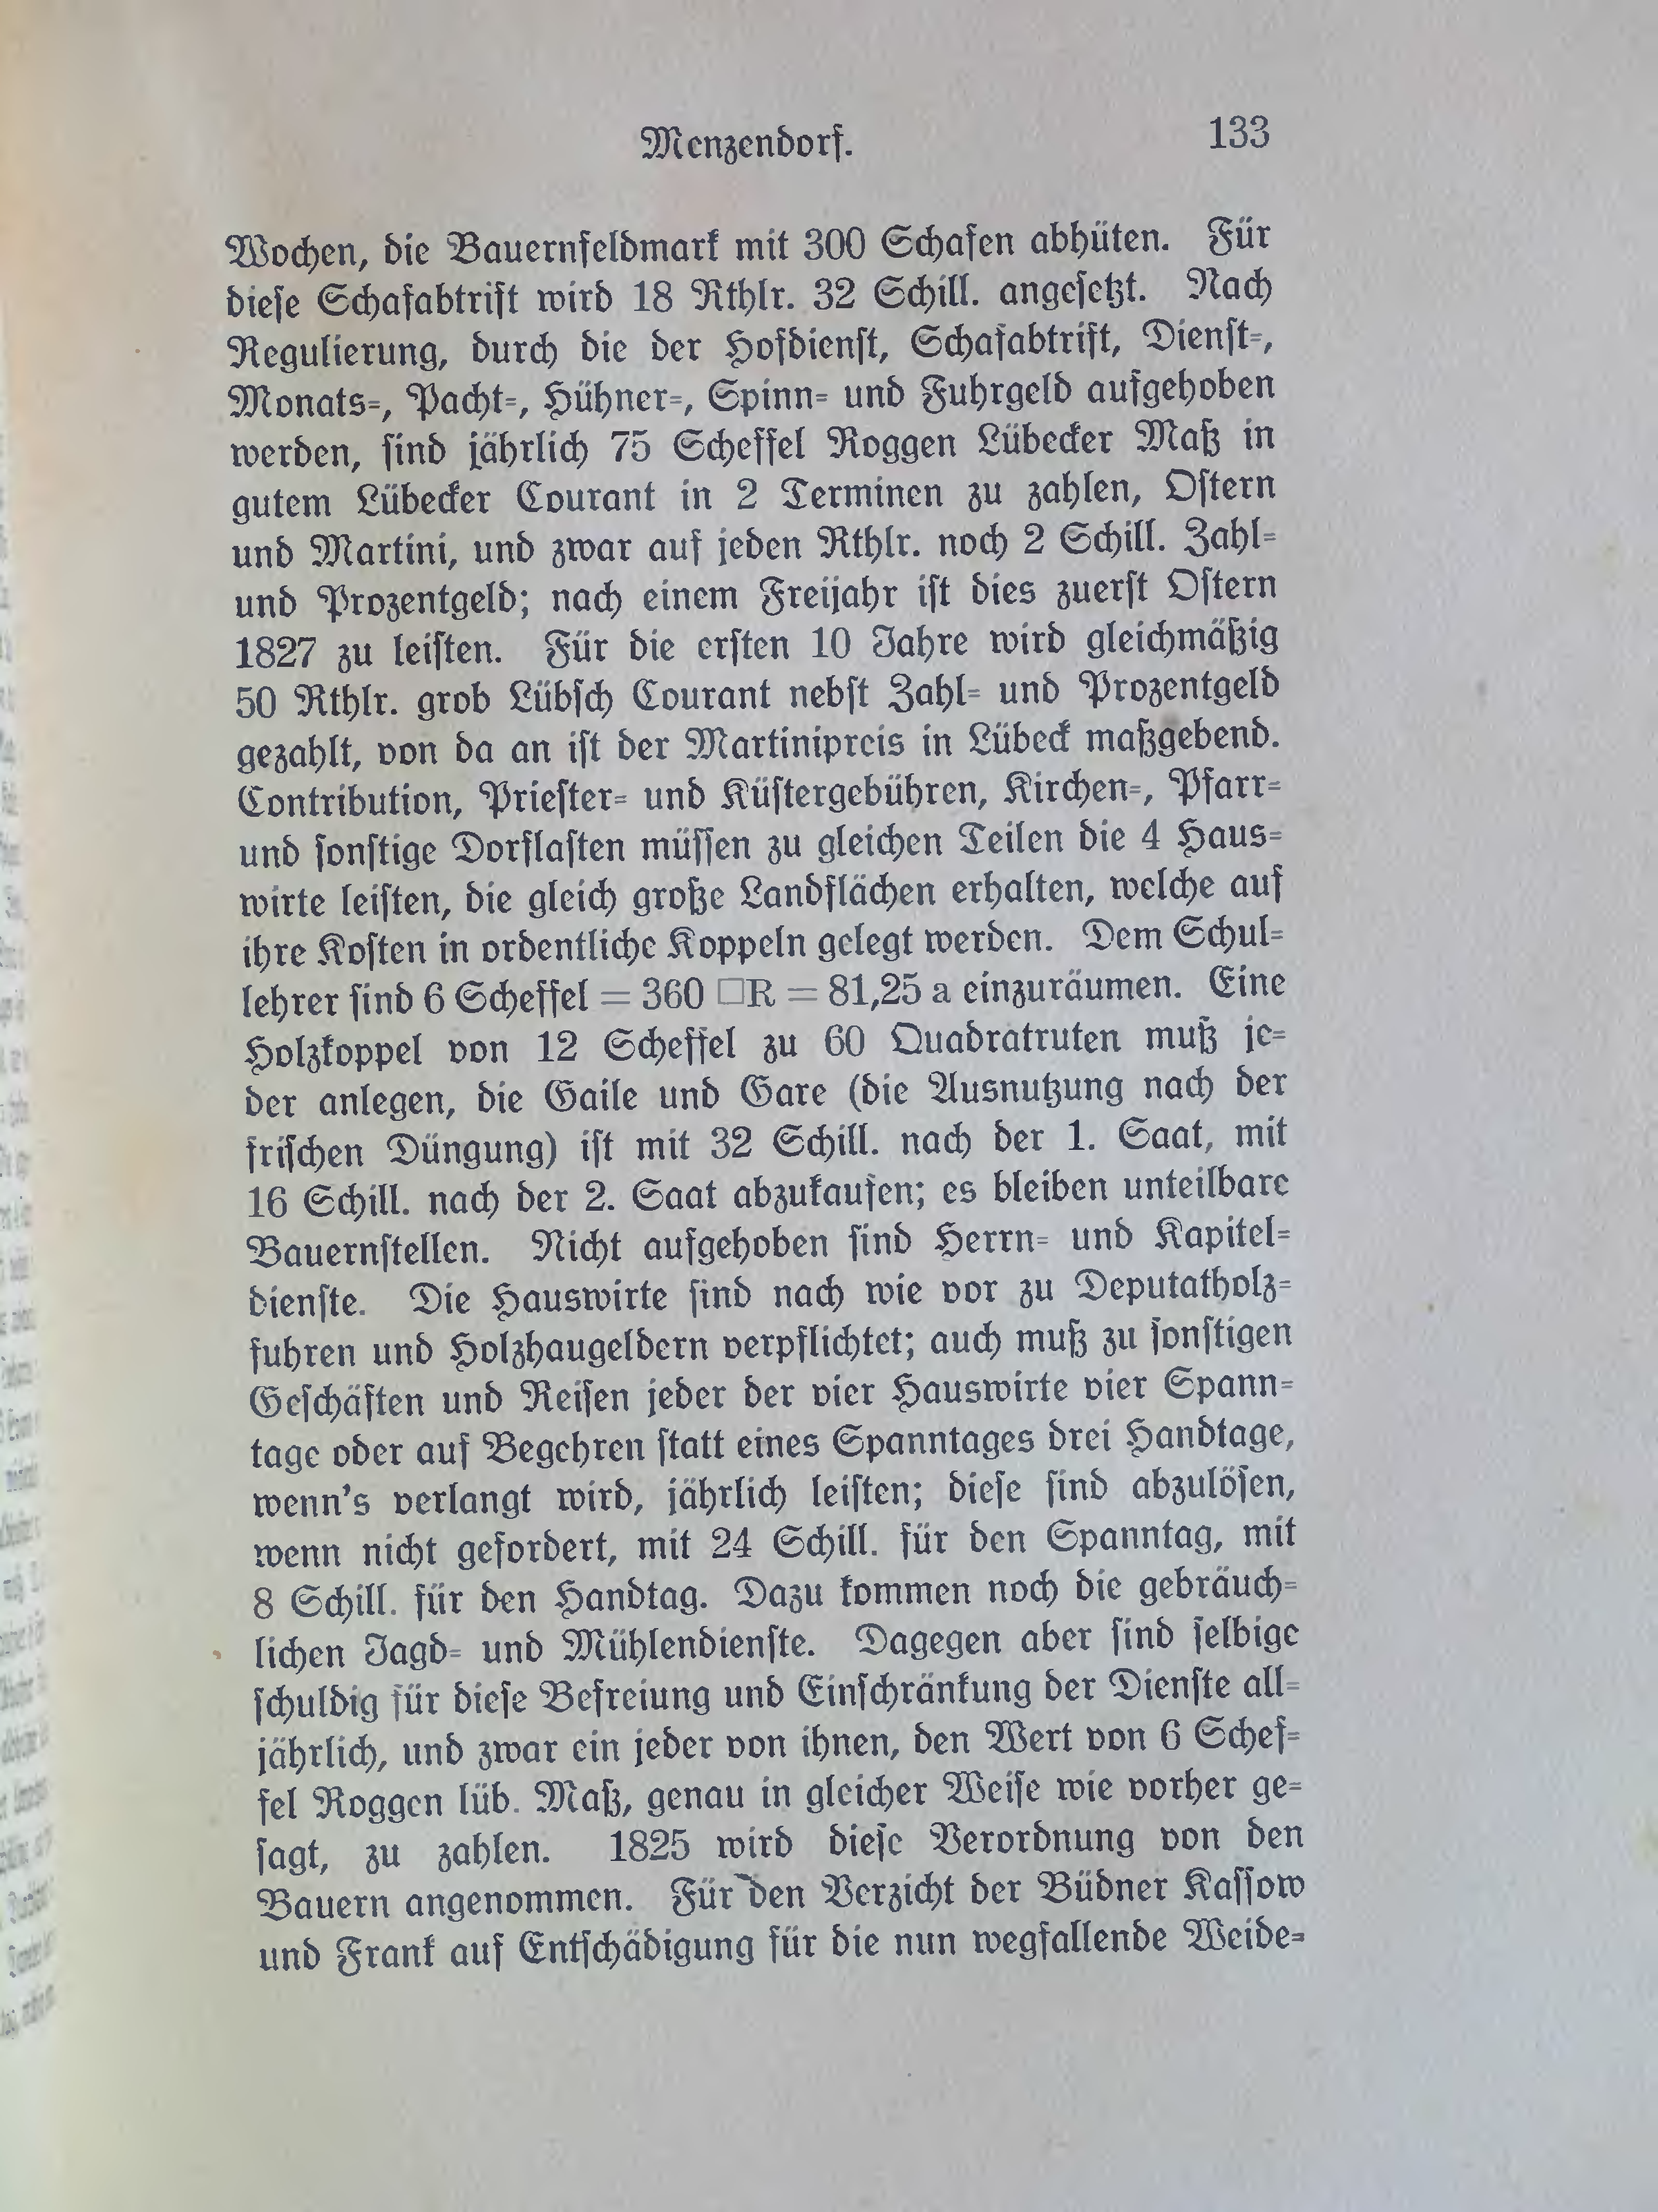 Menzendorf. 133
Wochen, die Bauernfeldmark mit 300 Schafen abhüten. Für
dieſe Schafabtrift wird 18 Rthlr. 32 Schill. angeſetzt. Nach
Regulierung, durch die der Hofdienſt, Schafabtrift, Dienſt-,
Monats-, Pacht-, Hühner-, Spinn- und Fuhrgeld aufgehoben
werden, ſind jährlich 75 Scheffel Roggen Lübecker Maß in
gutem Lübecker Courant in 2 Terminen zu zahlen, Oſtern
und Martini, und zwar auf jeden Rthlr. noch 2 Schill. Zahl-
und Prozentgeld; nach einem Freijahr iſt dies zuerſt Oſtern
1827 zu leiſten. Für die erſten 10 Jahre wird gleichmäßig
50 Rthlr. grob Lübſch Courant nebſt Zahl- und Prozentgeld
gezahlt, von da an iſt der Martinipreis in Lübeck maßgebend.
Contribution, Prieſter- und Küſtergebühren, Kirchen-, Pfarr-
und ſonſtige Dorflaſten müſſen zu gleichen Teilen die 4 Haus-
wirte leiſten, die gleich große Landflächen erhalten, welche auf
ihre Koſten in ordentliche Koppeln gelegt werden. Dem Schul-
lehrer ſind 6 Scheffel = 360 □R = 81,25 a einzuräumen. Eine
Holzkoppel von 12 Scheffel zu 60 Quadratruten muß je-
der anlegen, die Gaile und Gare (die Ausnutzung nach der
friſchen Düngung) iſt mit 32 Schill. nach der 1. Saat, mit
16 Schill. nach der 2. Saat abzukaufen; es bleiben unteilbare
Bauernſtellen. Nicht aufgehoben ſind Herrn- und Kapitel-
dienſte. Die Hauswirte ſind nach wie vor zu Deputatholz-
fuhren und Holzhaugeldern verpflichtet; auch muß zu ſonſtigen
Geſchäften und Reiſen jeder der vier Hauswirte vier Spann-
tage oder auf Begehren ſtatt eines Spanntages drei Handtage,
wenn's verlangt wird, jährlich leiſten; dieſe ſind abzulöſen,
wenn nicht gefordert, mit 24 Schill. für den Spanntag, mit
8 Schill. für den Handtag. Dazu kommen noch die gebräuch-
lichen Jagd- und Mühlendienſte. Dagegen aber ſind ſelbige
ſchuldig für dieſe Befreiung und Einſchränkung der Dienſte all-
jährlich, und zwar ein jeder von ihnen, den Wert von 6 Schef-
fel Roggen lüb. Maß, genau in gleicher Weiſe wie vorher ge-
ſagt, zu zahlen. 1825 wird dieſe Verordnung von den
Bauern angenommen. Für den Verzicht der Büdner Kaſſow
und Frank auf Entſchädigung für die nun wegfallende Weide-